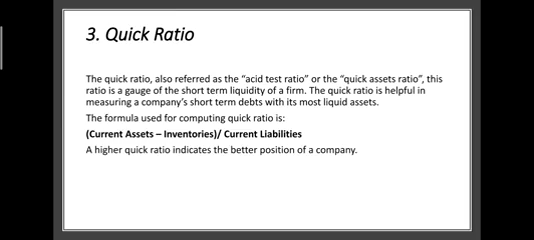 3. Quick Ratio
The quick ratio, also referred as the “acid test ratio” or the “quick assets ratio”, this
ratio is a gauge of the short term liquidity of a firm. The quick ratio is helpful in
measuring a company’s short term debts with its most liquid assets.
The formula used for computing quick ratio is:
(Current Assets – Inventories)/ Current Liabilities
A higher quick ratio indicates the better position of a company.